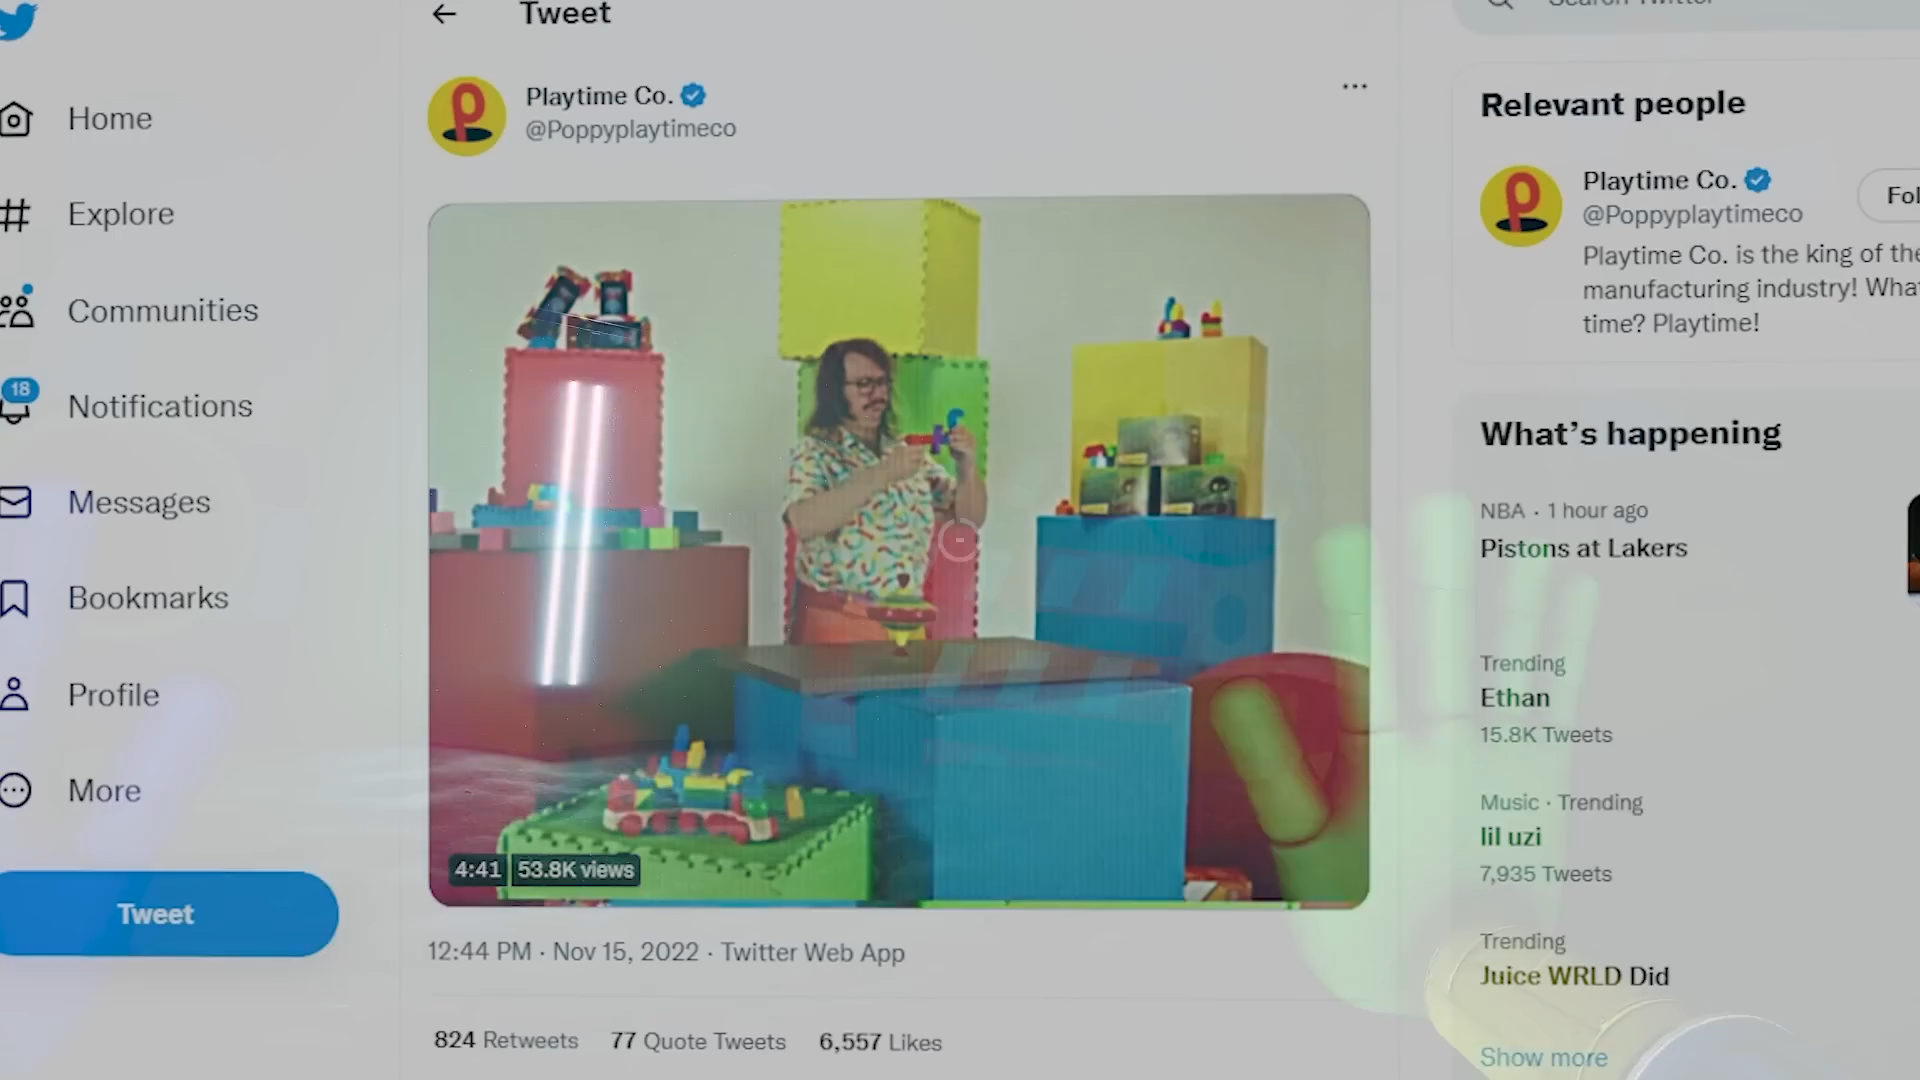 Tweet
Home
Explore
Communities
18
Notifications
Messages
Bookmarks
Profile
More
Tweet
Playtime Co.
@Poppyplaytimeco
4:41 53.8K views
12:44 PM · Nov 15, 2022 · Twitter Web App
824 Retweets 77 Quote Tweets 6,557 Likes
Search Twitter
Relevant people
Playtime Co.
@Poppyplaytimeco
Playtime Co. is the king of the
manufacturing industry!
time? Playtime!
What's happening
NBA · 1 hour ago
Pistons at Lakers
Trending
Ethan
15.8K Tweets
Music · Trending
lil uzi
7,935 Tweets
Trending
Juice WRLD Did
Show more